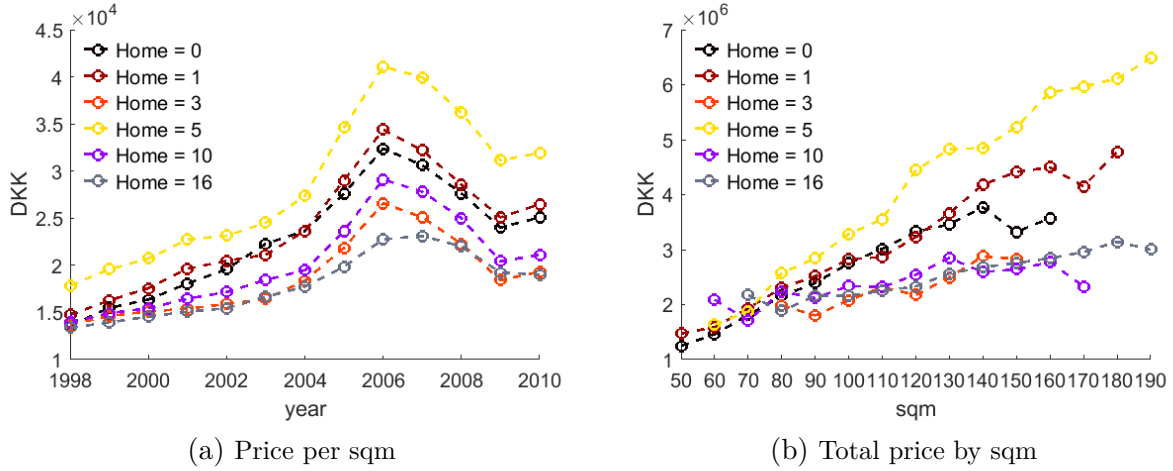 ×10⁴
4.5
4
3.5
3
2.5
2
1.5
1
DKK
1998 2000 2002 2004 2006 2008 2010
year
Home = 0
Home = 1
Home = 3
Home = 5
Home = 10
Home = 16
(a) Price per sqm
×10⁶
7
6
5
4
3
2
1
DKK
50 60 70 80 90 100 110 120 130 140 150 160 170 180 190
sqm
Home = 0
Home = 1
Home = 3
Home = 5
Home = 10
Home = 16
(b) Total price by sqm